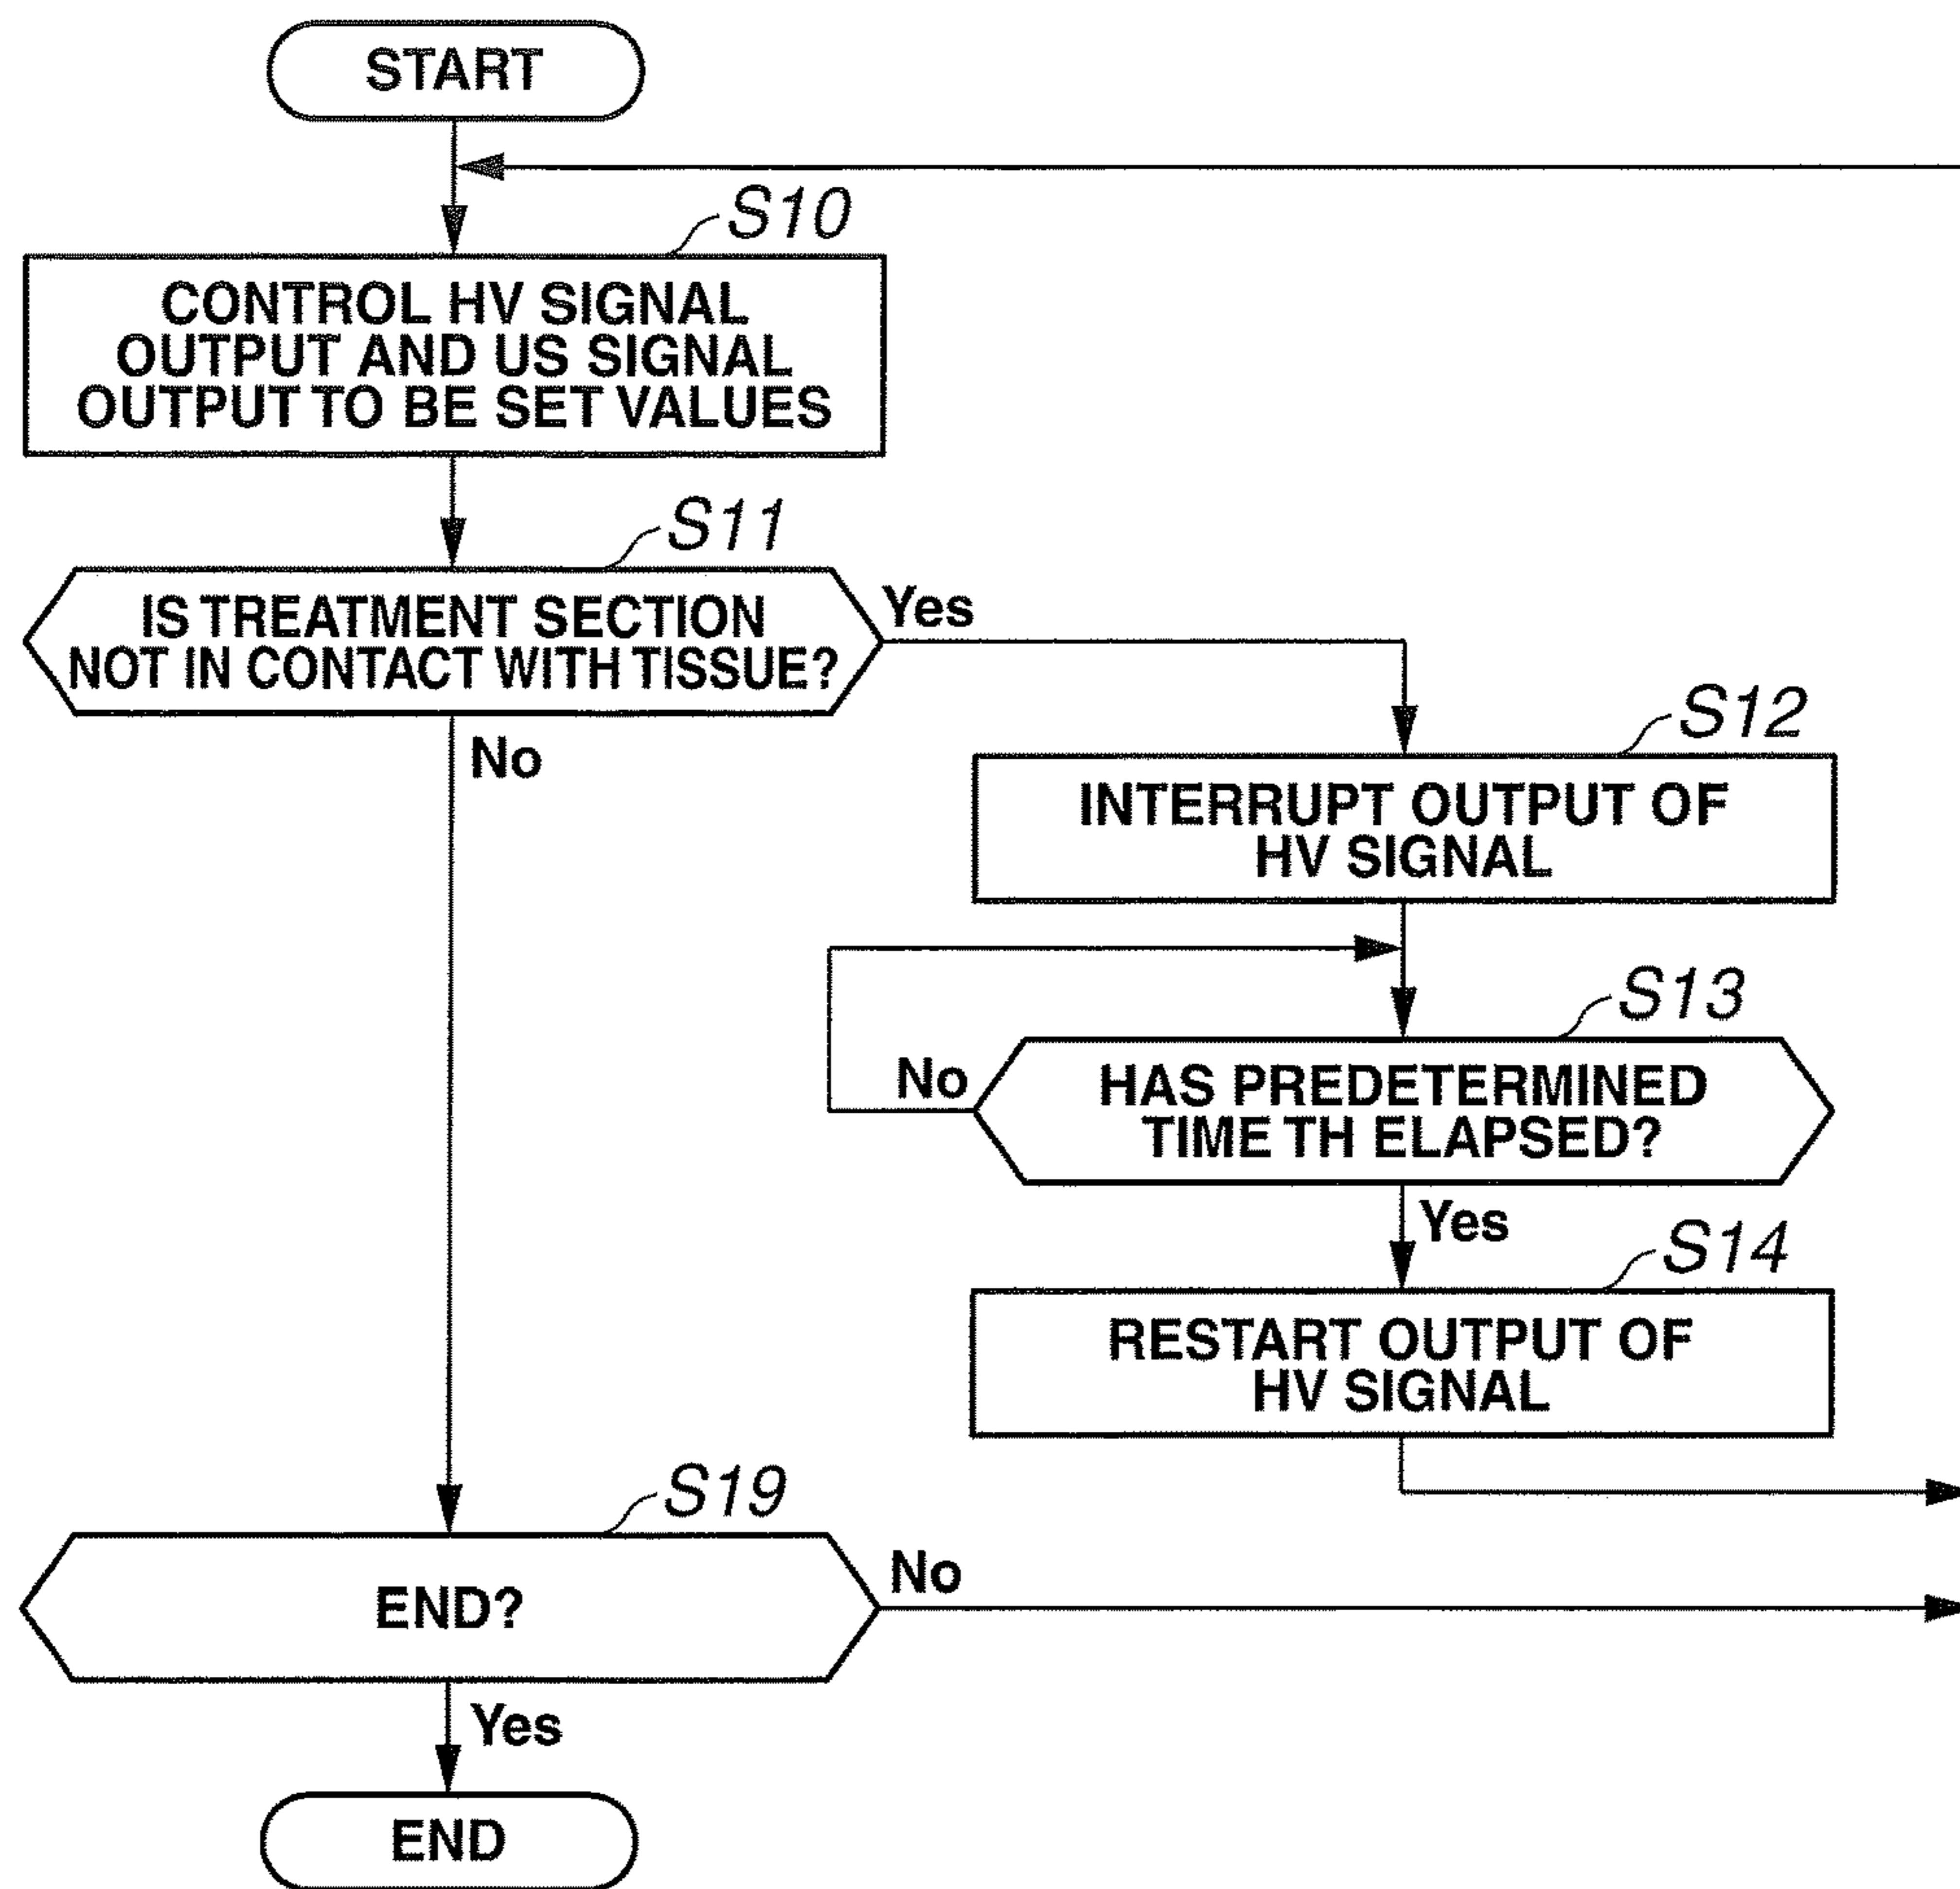 START
S10
CONTROL HV SIGNAL
OUTPUT AND US SIGNAL
OUTPUT TO BE SET VALUES
S11
IS TREATMENT SECTION
NOT IN CONTACT WITH TISSUE?
Yes
No
S12
INTERRUPT OUTPUT OF
HV SIGNAL
S13
No
HAS PREDETERMINED
TIME TH ELAPSED?
Yes
S14
RESTART OUTPUT OF
HV SIGNAL
S19
END?
No
Yes
END